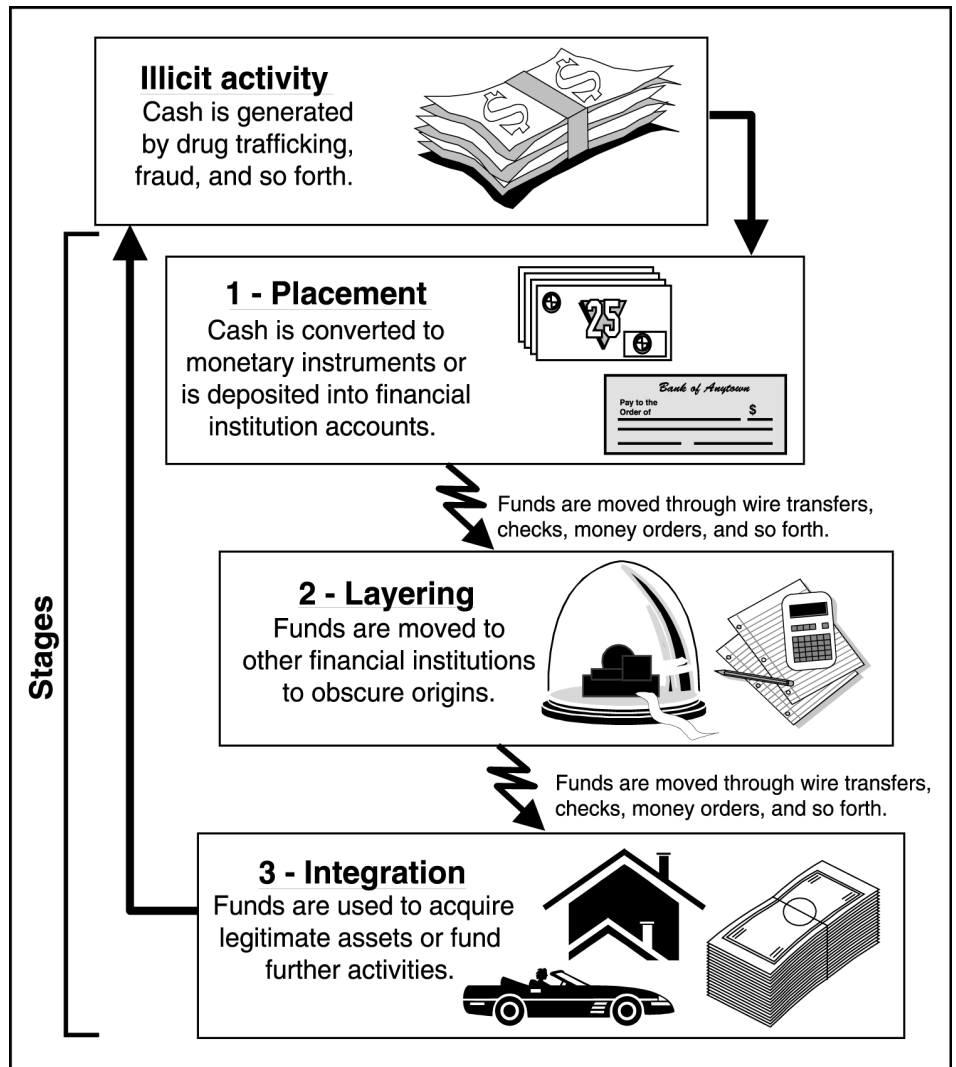 Illicit activity
Cash is generated
by drug trafficking,
fraud, and so forth.
$ $
1 - Placement
Cash is converted to
monetary instruments or
is deposited into financial
institution accounts.
25
Bank of Anytown
Pay to the
Order of $
Funds are moved through wire transfers,
checks, money orders, and so forth.
2 - Layering
Funds are moved to
other financial institutions
to obscure origins.
Funds are moved through wire transfers,
checks, money orders, and so forth.
3 - Integration
Funds are used to acquire
legitimate assets or fund
further activities.
Stages